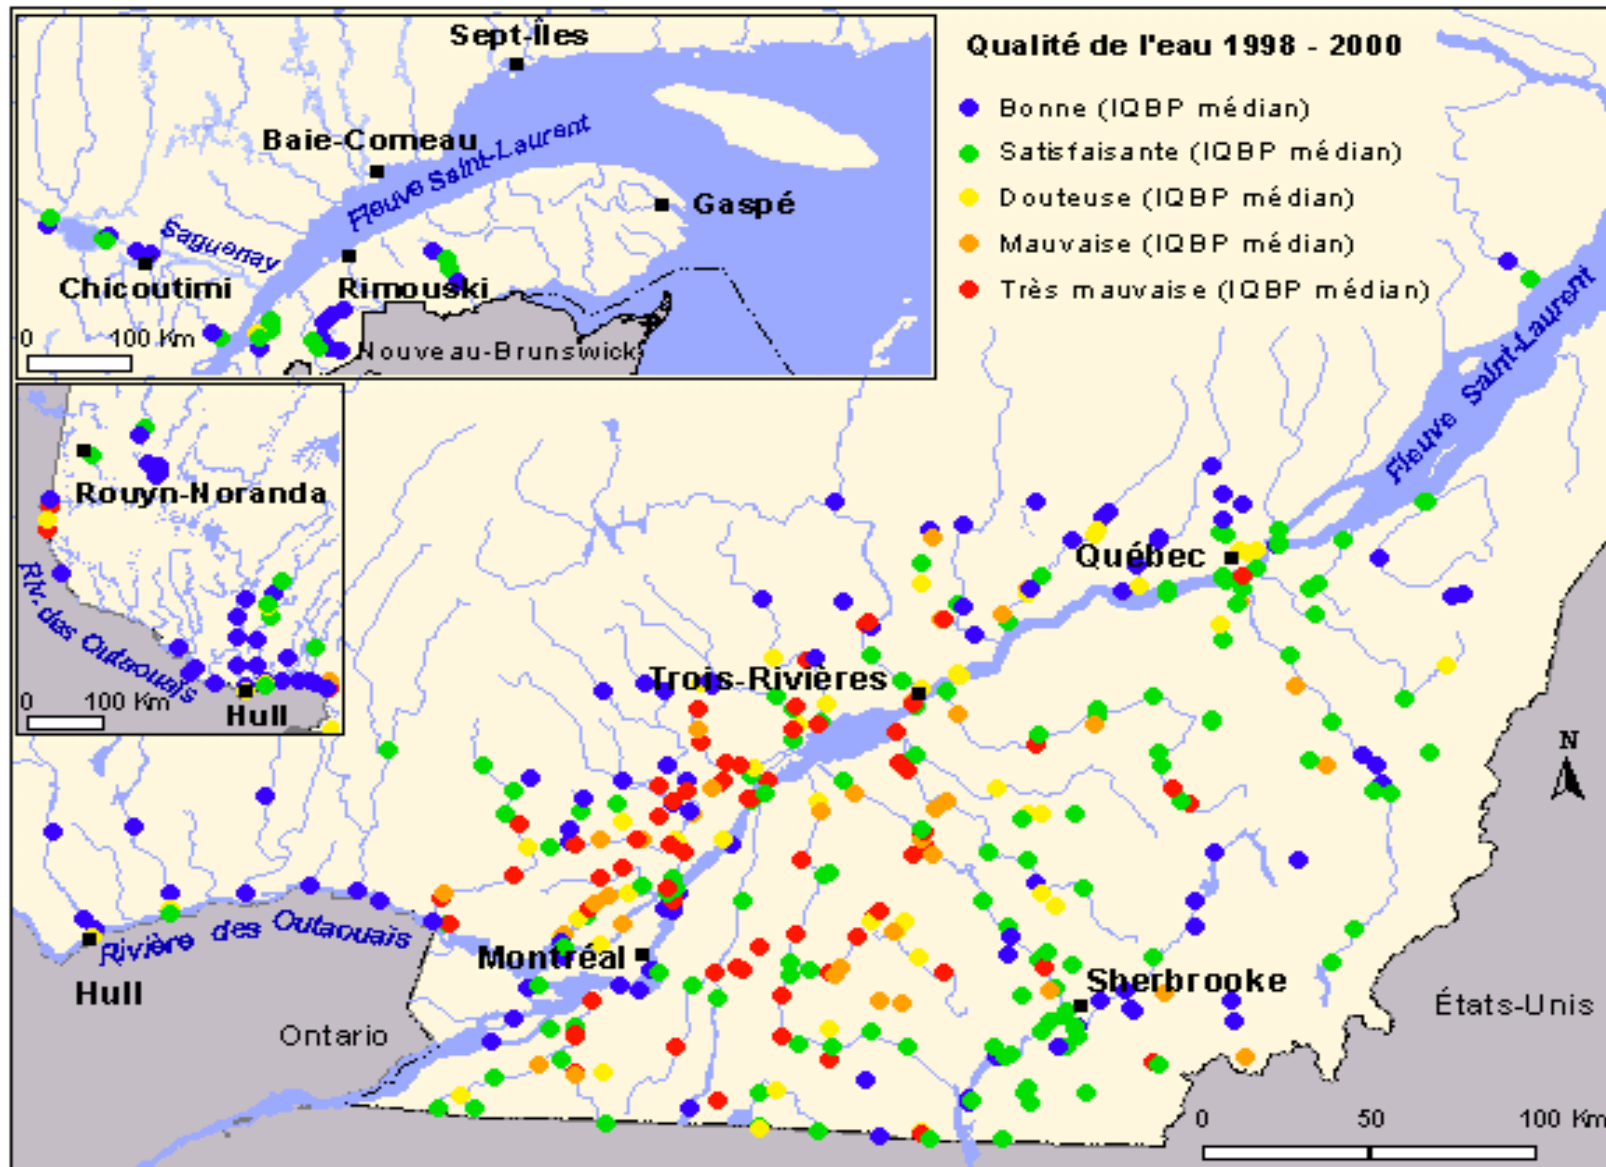 Sept-Îles
Baie-Comeau
Fleuve Saint-Laurent
Gaspé
Saguenay
Chicoutimi
Rimouski
0 100 Km
Nouveau-Brunswick
Qualité de l'eau 1998 - 2000
Bonne (IQBP médian)
Satisfaisante (IQBP médian)
Douteuse (IQBP médian)
Mauvaise (IQBP médian)
Très mauvaise (IQBP médian)
Fleuve Saint-Laurent
Rouyn-Noranda
Riv. des Outaouais
0 100 Km
Hull
Québec
Trois-Rivières
N
Rivière des Outaouais
Hull
Montréal
Sherbrooke
Ontario
États-Unis
0 50 100 Km